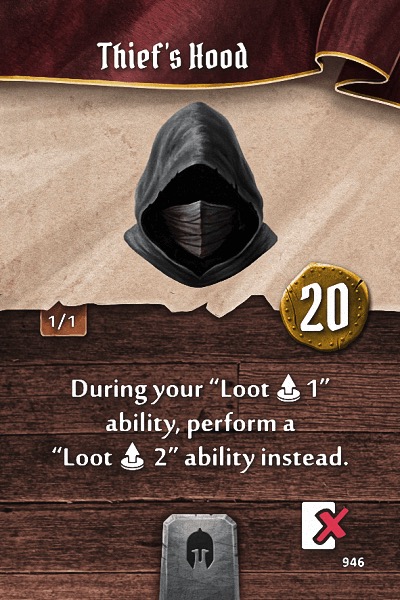 Thief's Hood
1/1
20
During your “Loot 1”
ability, perform a
“Loot 2” ability instead.
946